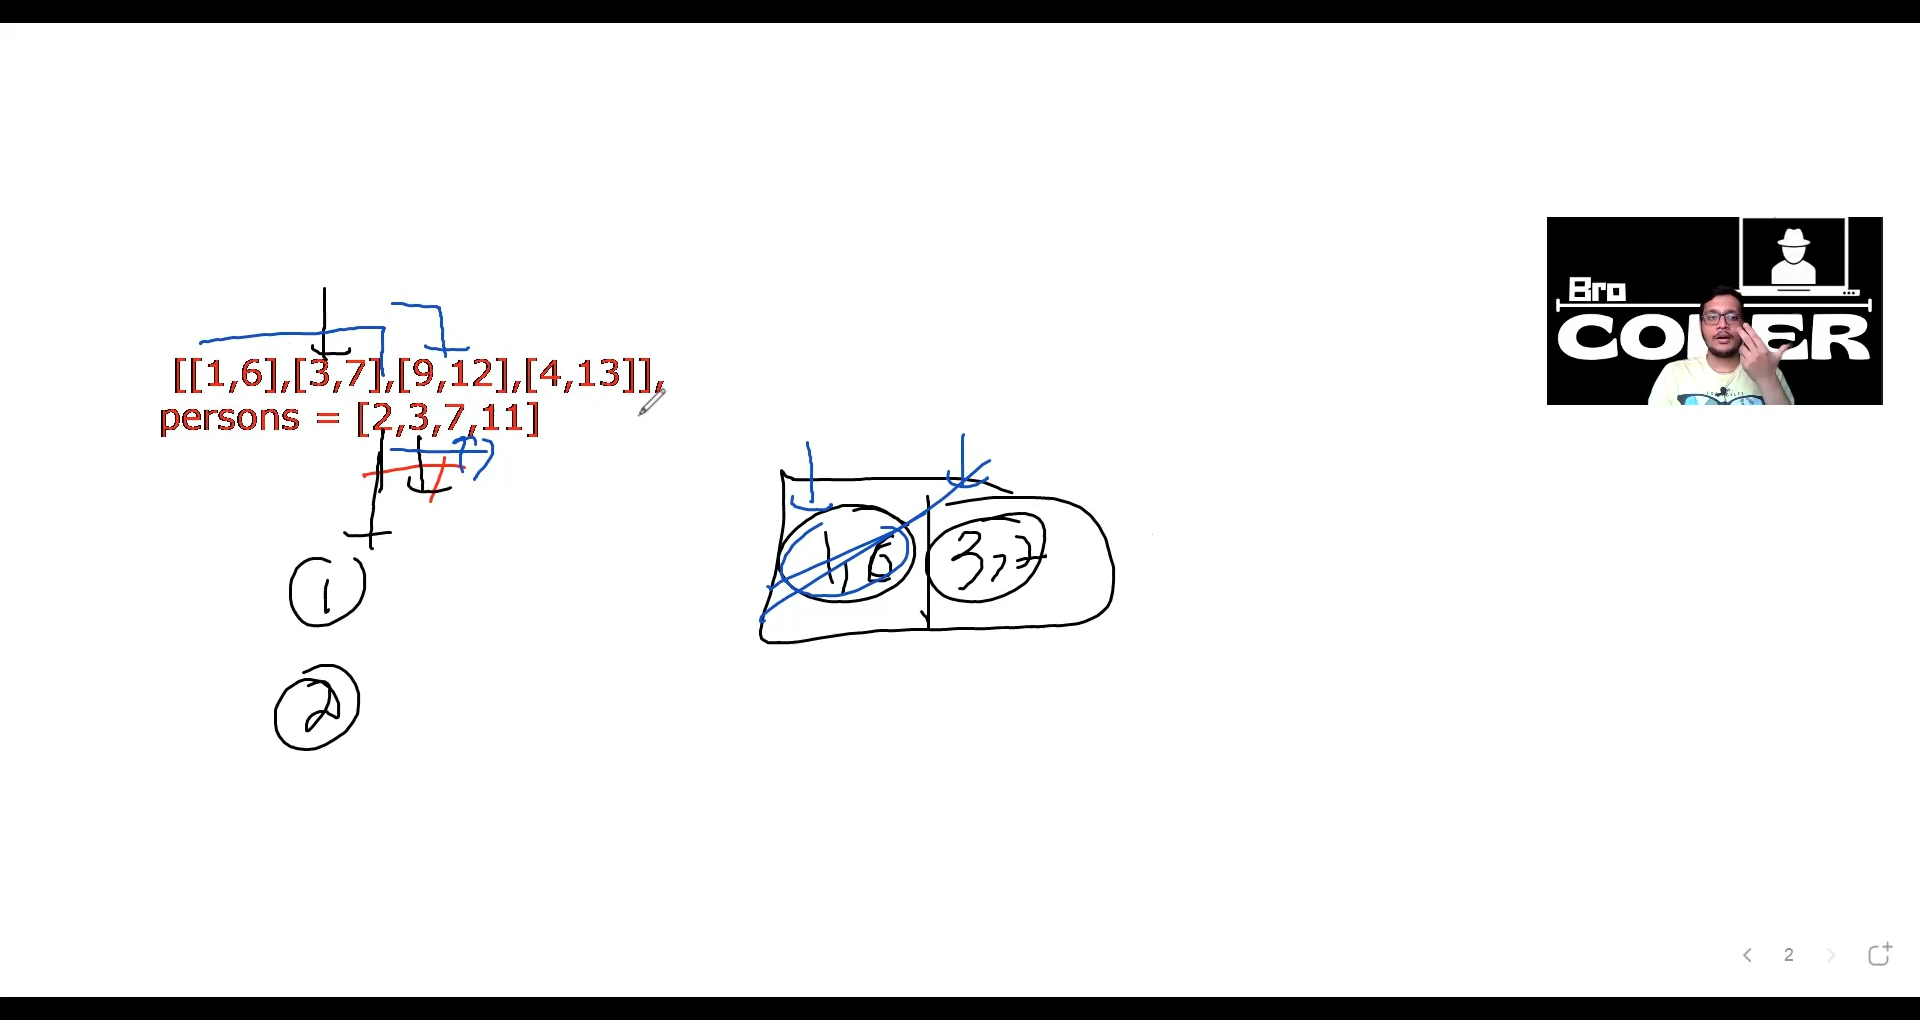 Bro
CODER
[[1,6],[3,7],[9,12],[4,13]],
persons = [2,3,7,11]
1,6
3,7
1
2
2